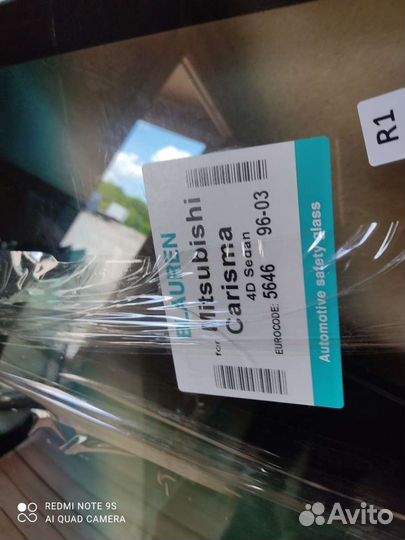 BLAUREN
for Mitsubishi
Carisma
4D Sedan
EUROCODE: 5646 96-03
Automotive safety glass
R1
REDMI NOTE 9S
AI QUAD CAMERA
Avito